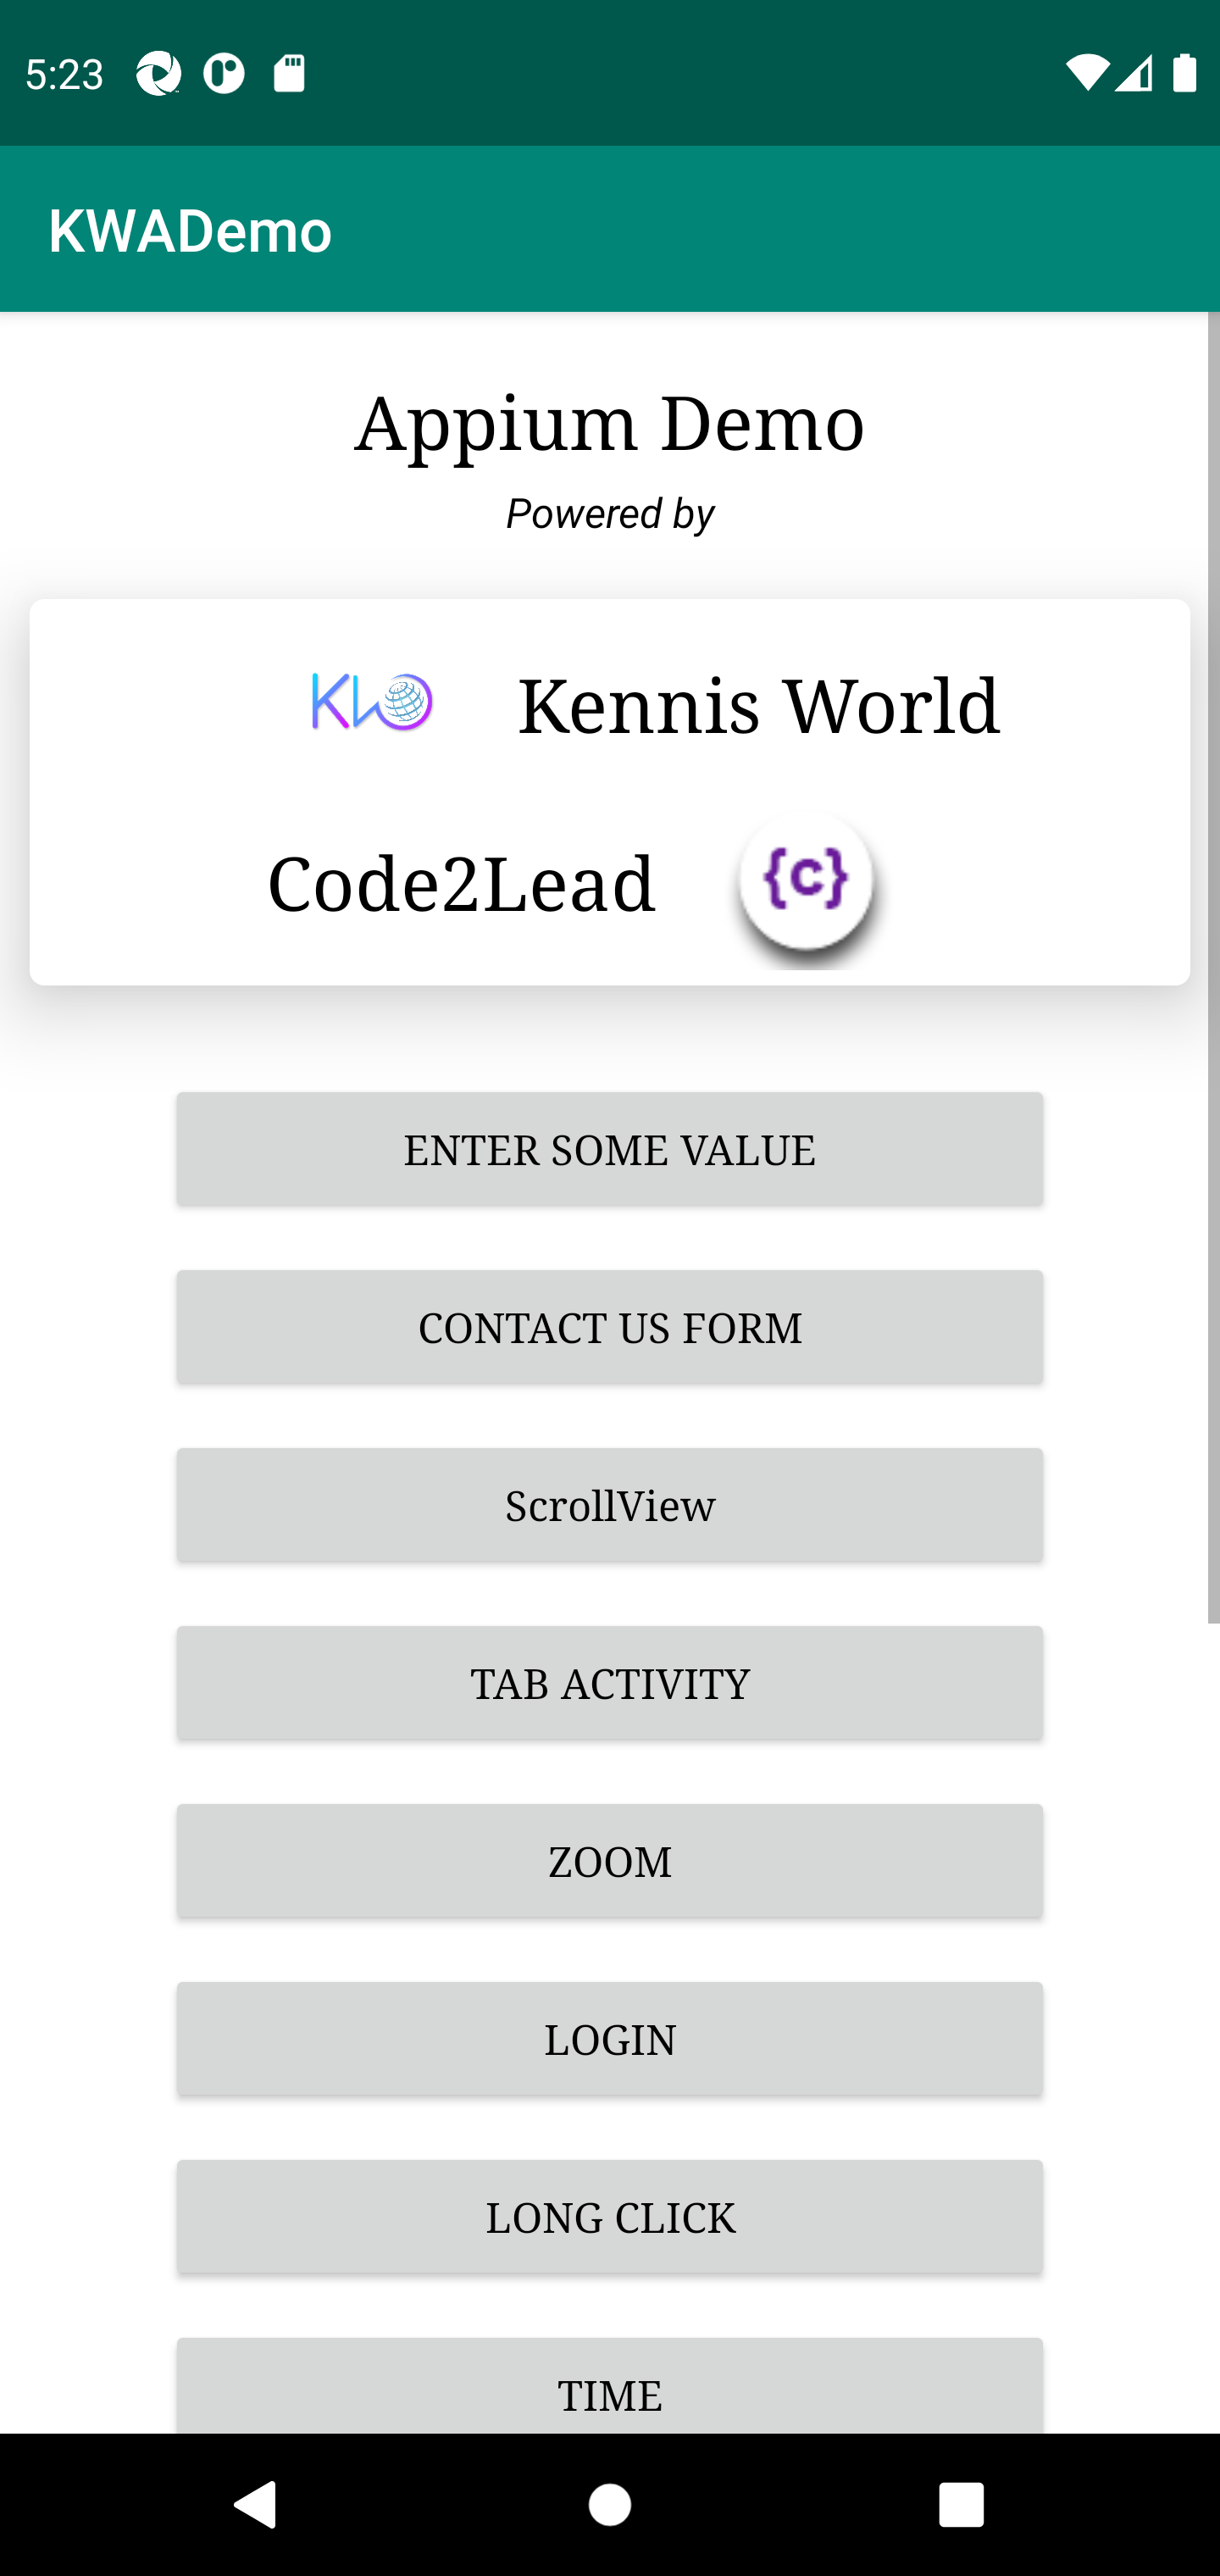 5:23
KWADemo
Appium Demo
Powered by
KWO Kennis World
Code2Lead {c}
ENTER SOME VALUE
CONTACT US FORM
ScrollView
TAB ACTIVITY
ZOOM
LOGIN
LONG CLICK
TIME